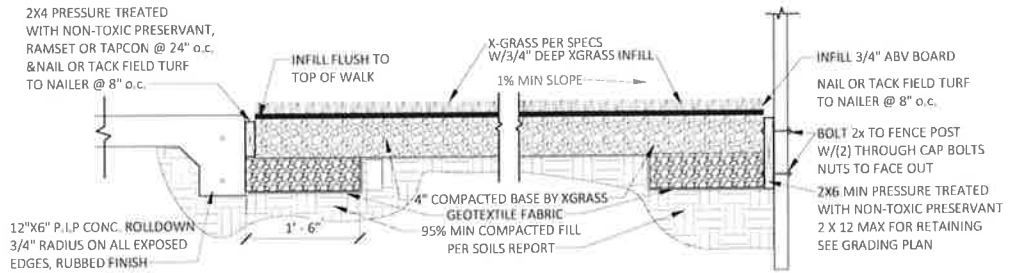 2X4 PRESSURE TREATED
WITH NON-TOXIC PRESERVANT,
RAMSET OR TAPCON @ 24" o.c.
&NAIL OR TACK FIELD TURF
TO NAILER @ 8" o.c.
INFILL FLUSH TO
TOP OF WALK
X-GRASS PER SPECS
W/3/4" DEEP XGRASS INFILL
1% MIN SLOPE
INFILL 3/4" ABV BOARD
NAIL OR TACK FIELD TURF
TO NAILER @ 8" o.c.
BOLT 2x TO FENCE POST
W/(2) THROUGH CAP BOLTS
NUTS TO FACE OUT
2X6 MIN PRESSURE TREATED
WITH NON-TOXIC PRESERVANT
2 X 12 MAX FOR RETAINING
SEE GRADING PLAN
4" COMPACTED BASE BY XGRASS
GEOTEXTILE FABRIC
95% MIN COMPACTED FILL
PER SOILS REPORT
1' - 6"
12"X6" P.I.P CONC. ROLLDOWN
3/4" RADIUS ON ALL EXPOSED
EDGES, RUBBED FINISH